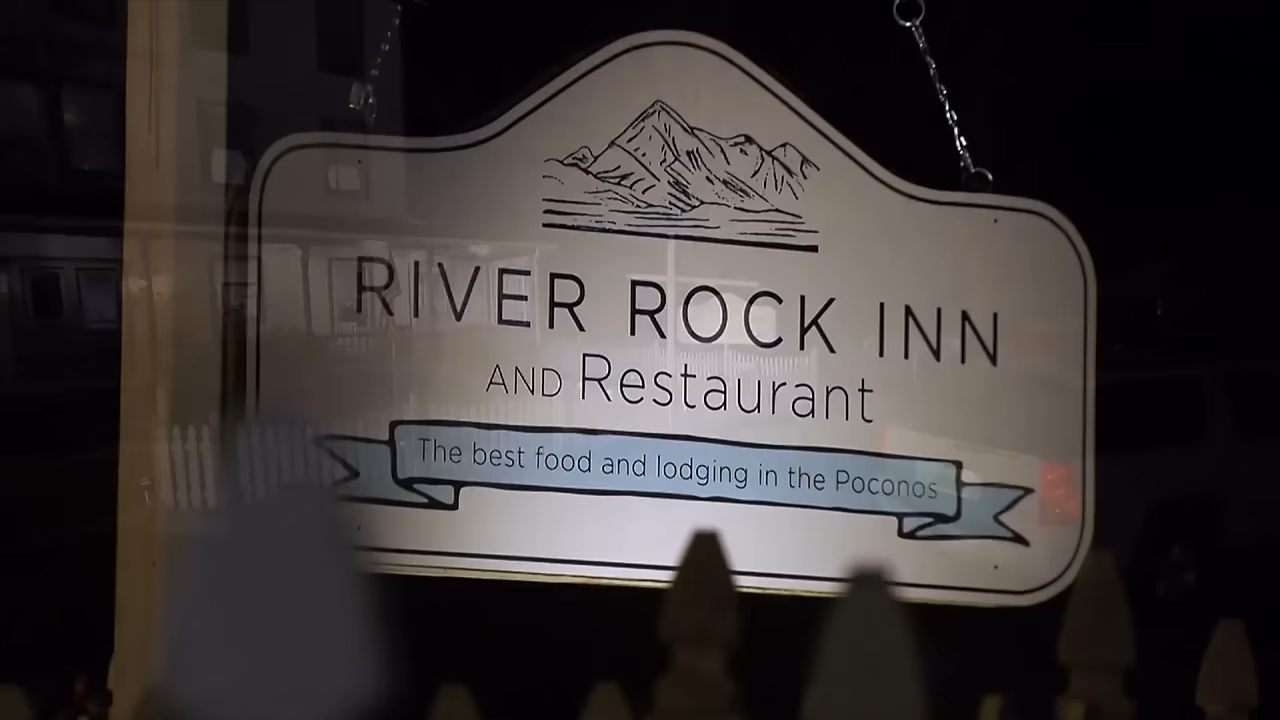 RIVER ROCK INN
AND Restaurant
The best food and lodging in the Poconos